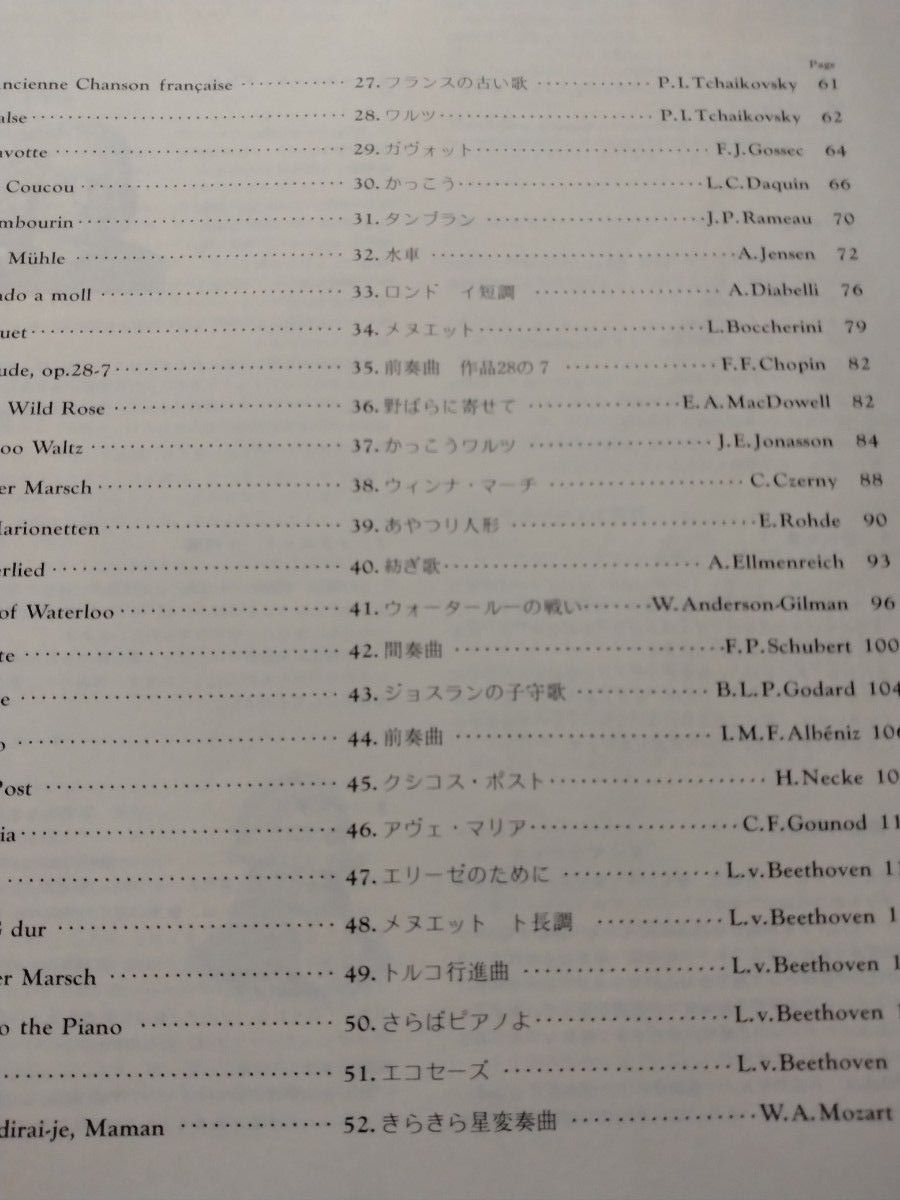 Page
ncienne Chanson française ············ 27. フランスの古い歌 ············ P.I.Tchaikovsky 61
alse ············ 28. ワルツ ············ P.I.Tchaikovsky 62
avotte ············ 29. ガヴォット ············ F.J.Gossec 64
Coucou ············ 30. かっこう ············ L.C.Daquin 66
mbourin ············ 31. タンブラン ············ J.P.Rameau 70
Mühle ············ 32. 水車 ············ A.Jensen 72
ndo a moll ············ 33. ロンド イ短調 ············ A.Diabelli 76
uet ············ 34. メヌエット ············ L.Boccherini 79
ude, op.28-7 ············ 35. 前奏曲 作品28の7 ············ F.F.Chopin 82
Wild Rose ············ 36. 野ばらに寄せて ············ E.A.MacDowell 82
oo Waltz ············ 37. かっこうワルツ ············ J.E.Jonasson 84
er Marsch ············ 38. ウィンナ・マーチ ············ C.Czerny 88
Marionetten ············ 39. あやつり人形 ············ E.Rohde 90
erlied ············ 40. 紡ぎ歌 ············ A.Ellmenreich 93
of Waterloo ············ 41. ウォータールーの戦い ············ W.Anderson-Gilman 96
te ············ 42. 間奏曲 ············ F.P.Schubert 100
e ············ 43. ジョスランの子守歌 ············ B.L.P.Godard 104
o ············ 44. 前奏曲 ············ I.M.F.Albéniz 106
Post ············ 45. クシコス・ポスト ············ H.Necke 10
ia ············ 46. アヴェ・マリア ············ C.F.Gounod 11
············ 47. エリーゼのために ············ L.v.Beethoven 11
G dur ············ 48. メヌエット ト長調 ············ L.v.Beethoven 1
er Marsch ············ 49. トルコ行進曲 ············ L.v.Beethoven 1
o the Piano ············ 50. さらばピアノよ ············ L.v.Beethoven 1
············ 51. エコセーズ ············ L.v.Beethoven
dirai-je, Maman ············ 52. きらきら星変奏曲 ············ W.A.Mozart